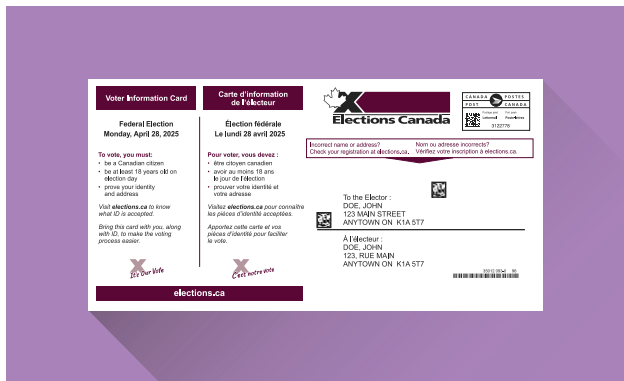 Voter Information Card
Federal Election
Monday, April 28, 2025
To vote, you must:
• be a Canadian citizen
• be at least 18 years old on
election day
• prove your identity
and address
Visit elections.ca to know
what ID is accepted.
Bring this card with you, along
with ID, to make the voting
process easier.
It's Our Vote
Carte d'information
de l'électeur
Élection fédérale
Le lundi 28 avril 2025
Pour voter, vous devez :
• être citoyen canadien
• avoir au moins 18 ans
le jour de l'élection
• prouver votre identité et
votre adresse
Visitez elections.ca pour connaître
les pièces d'identité acceptées.
Apportez cette carte et vos
pièces d'identité pour faciliter
le vote.
C'est notre vote
elections.ca
Elections Canada
CANADA POSTES
POST CANADA
3122778
Incorrect name or address?
Check your registration at elections.ca.
Nom ou adresse incorrects?
Vérifiez votre inscription à elections.ca.
To the Elector :
DOE, JOHN
123 MAIN STREET
ANYTOWN ON K1A 5T7
À l'électeur :
DOE, JOHN
123, RUE MAIN
ANYTOWN ON K1A 5T7